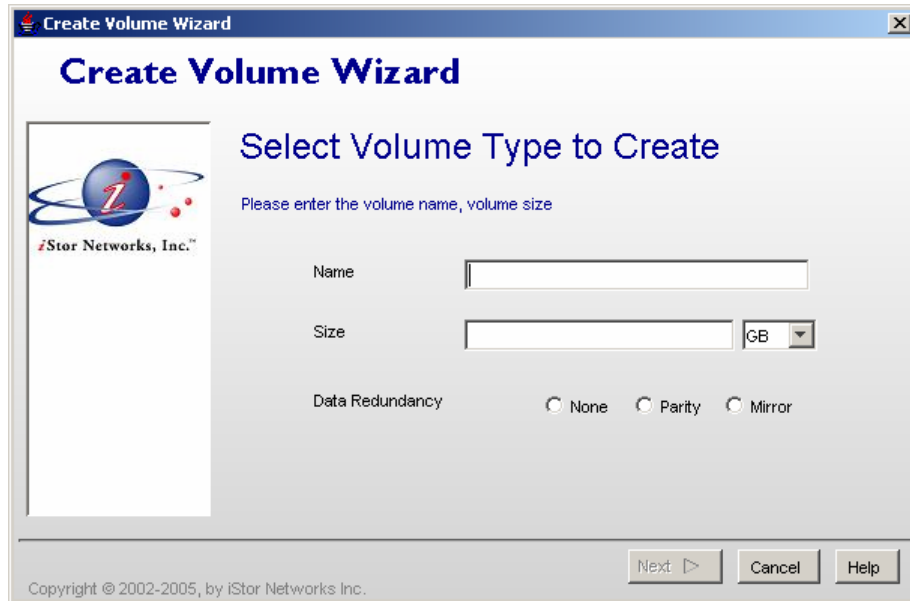 Create Volume Wizard
Create Volume Wizard
Select Volume Type to Create
Please enter the volume name, volume size
i
iStor Networks, Inc.™
Name
Size
GB
Data Redundancy
None
Parity
Mirror
Next
Cancel
Help
Copyright © 2002-2005, by iStor Networks Inc.